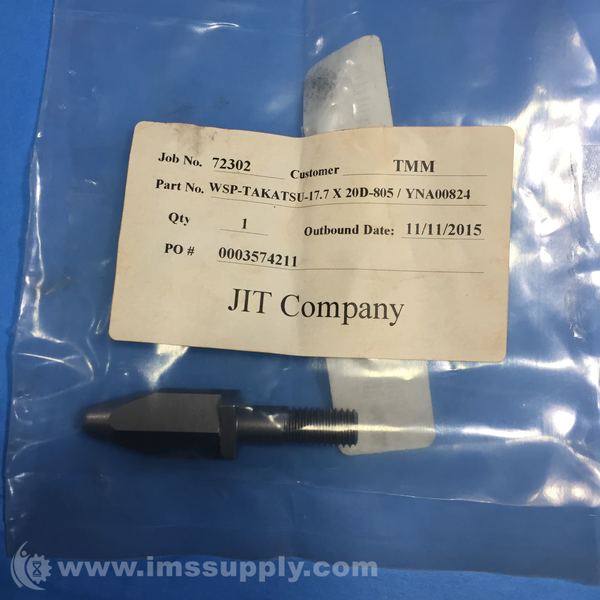 Job No. 72302 Customer TMM
Part No. WSP-TAKATSU-17.7 X 20D-805 / YNA00824
Qty 1 Outbound Date: 11/11/2015
PO # 0003574211
JIT Company
www.imssupply.com